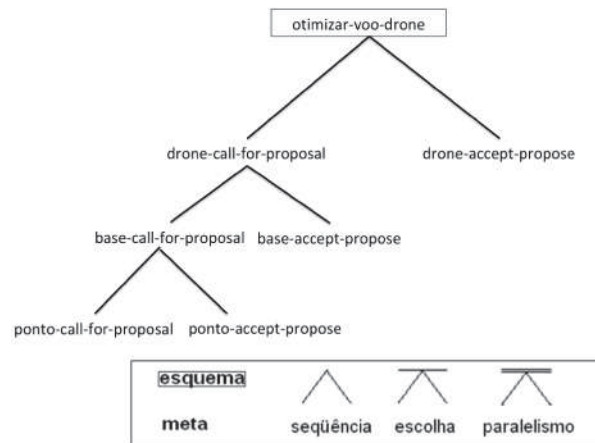 otimizar-voo-drone
drone-call-for-proposal drone-accept-propose
base-call-for-proposal base-accept-propose
ponto-call-for-proposal ponto-accept-propose
esquema
meta seqüência escolha paralelismo